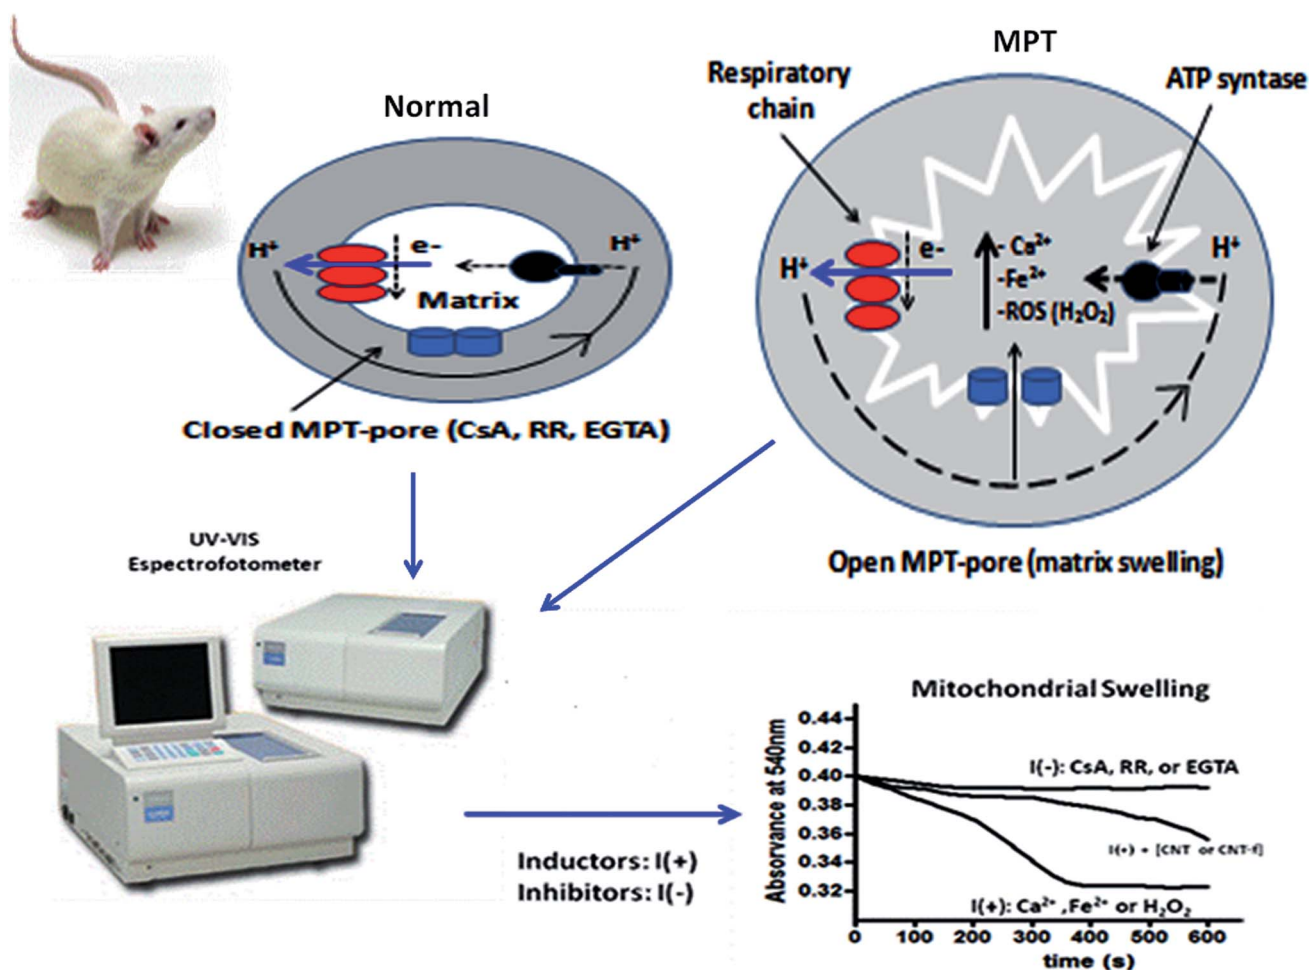 MPT
Respiratory
chain
ATP syntase
Normal
H⁺
e-
H⁺
Matrix
Closed MPT-pore (CsA, RR, EGTA)
H⁺
e-
- Ca²⁺
-Fe²⁺
-ROS (H₂O₂)
H⁺
Open MPT-pore (matrix swelling)
UV-VIS
Espectrofotometer
Inductors: I(+)
Inhibitors: I(-)
Mitochondrial Swelling
Absorvance at 540nm
0.44
0.42
0.40
0.38
0.36
0.34
0.32
I(-): CsA, RR, or EGTA
I(+) + [CNT or CNT-f]
I(+): Ca²⁺ ,Fe²⁺ or H₂O₂
0 100 200 300 400 500 600
time (s)